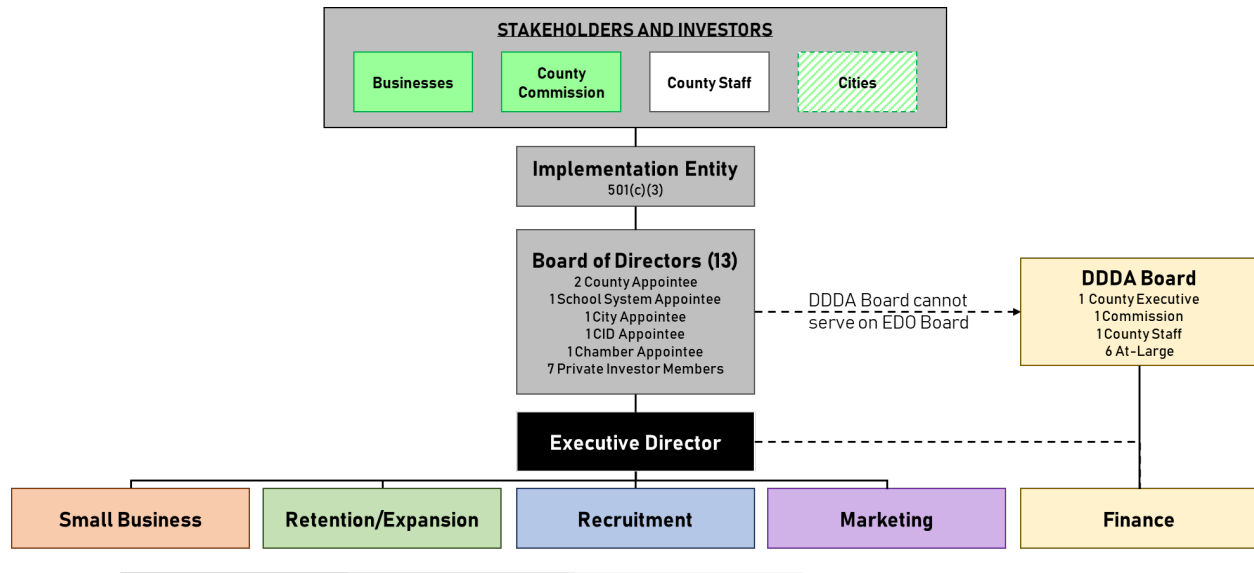 STAKEHOLDERS AND INVESTORS
Businesses
County
Commission
County Staff
Cities
Implementation Entity
501(c)(3)
Board of Directors (13)
2 County Appointee
1 School System Appointee
1 City Appointee
1 CID Appointee
1 Chamber Appointee
7 Private Investor Members
DDDA Board cannot
serve on EDO Board
DDDA Board
1 County Executive
1 Commission
1 County Staff
6 At-Large
Executive Director
Small Business
Retention/Expansion
Recruitment
Marketing
Finance